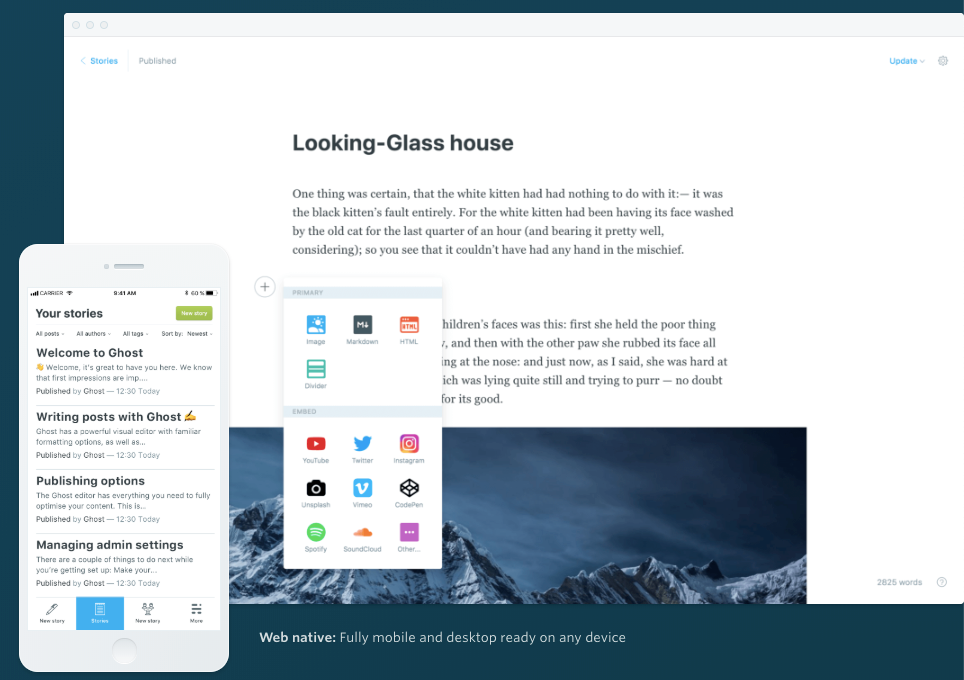 Stories
Published
Update
Looking-Glass house
One thing was certain, that the white kitten had had nothing to do with it:— it was
the black kitten’s fault entirely. For the white kitten had been having its face washed
by the old cat for the last quarter of an hour (and bearing it pretty well,
considering); so you see that it couldn’t have had any hand in the mischief.
PRIMARY
Image
Markdown
HTML
Divider
EMBED
YouTube
Twitter
Instagram
Unsplash
Vimeo
CodePen
Spotify
SoundCloud
Other...
hildren’s faces was this: first she held the poor thing
, and then with the other paw she rubbed its face all
ing at the nose: and just now, as I said, she was hard at
ich was lying quite still and trying to purr — no doubt
for its good.
2825 words
CARRIER
9:41 AM
60 %
Your stories
New story
All posts
All authors
All tags
Sort by: Newest
Welcome to Ghost
👋 Welcome, it's great to have you here. We know
that first impressions are imp....
Published by Ghost — 12:30 Today
Writing posts with Ghost ✍️
Ghost has a powerful visual editor with familiar
formatting options, as well as...
Published by Ghost — 12:30 Today
Publishing options
The Ghost editor has everything you need to fully
optimise your content. This is..
Published by Ghost — 12:30 Today
Managing admin settings
There are a couple of things to do next while
you're getting set up: Make your...
Published by Ghost — 12:30 Today
New story
Stories
New story
More
Web native: Fully mobile and desktop ready on any device